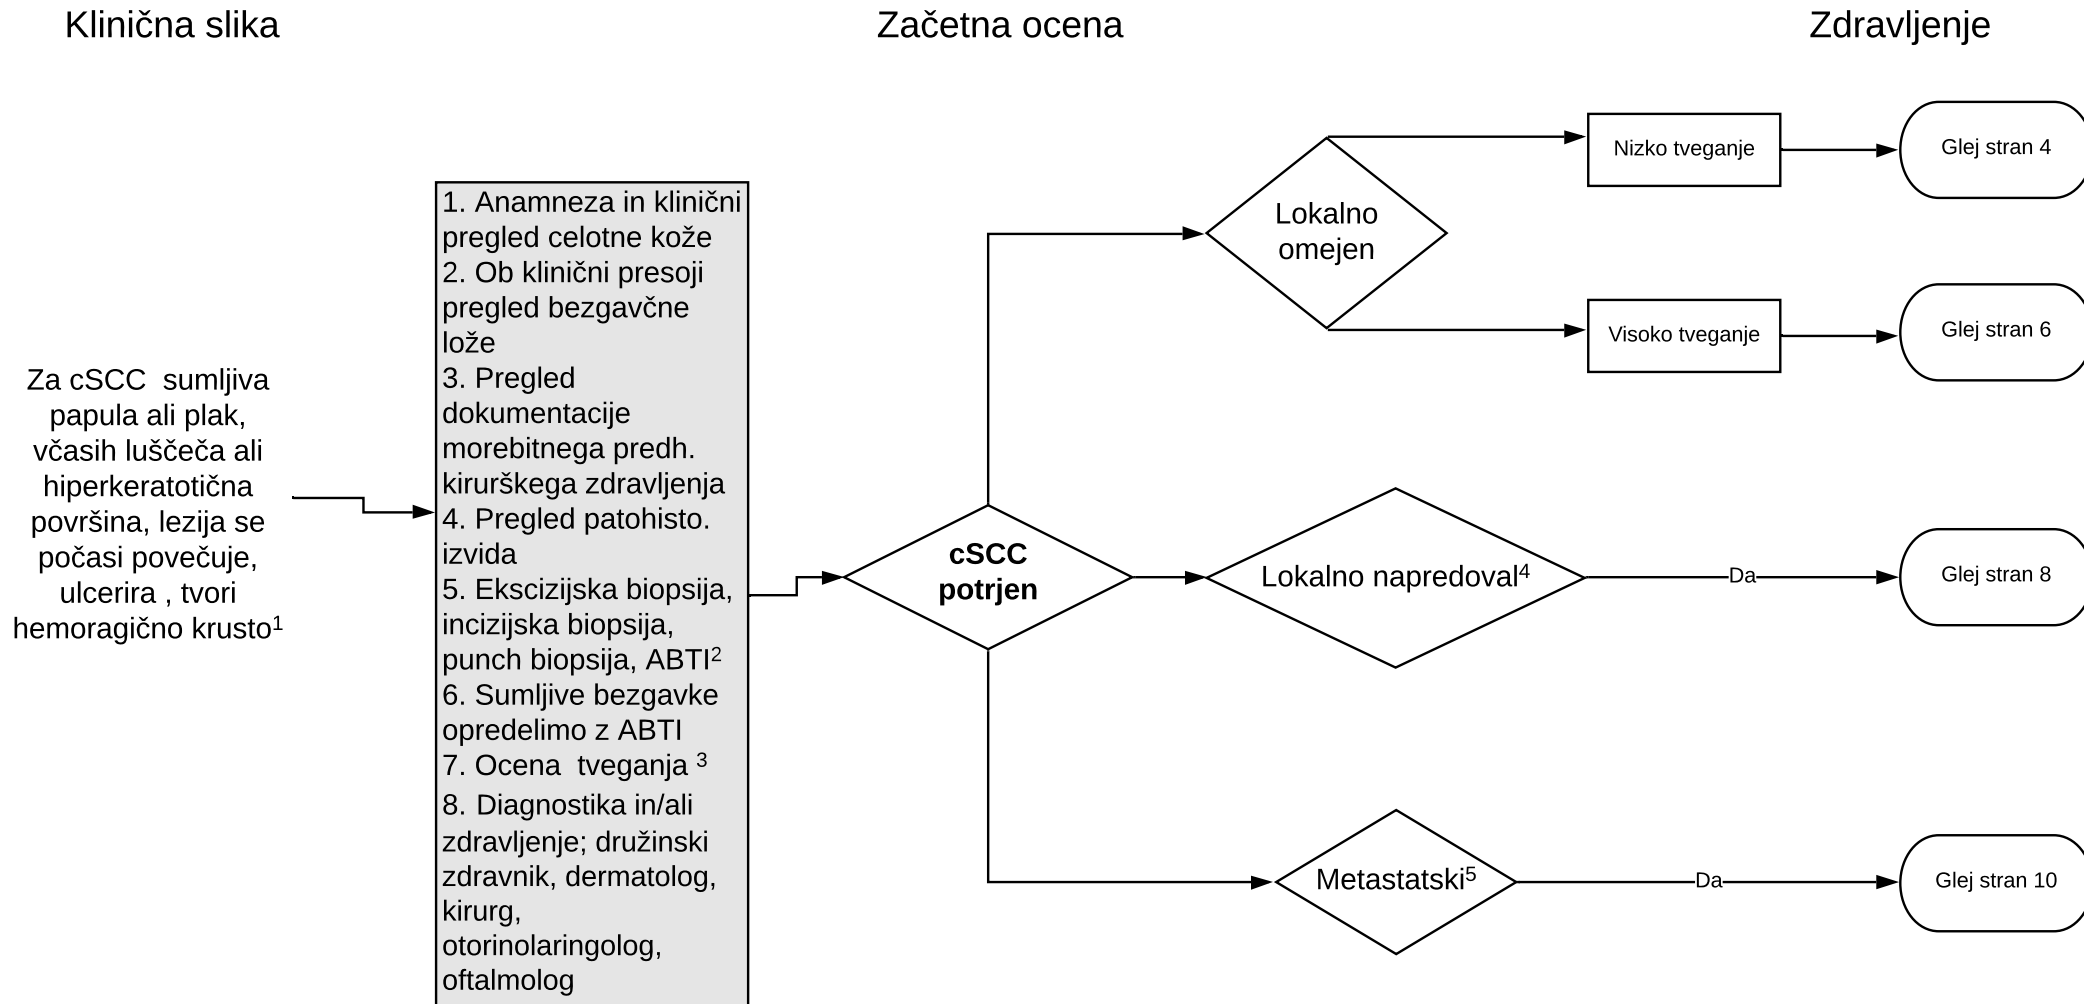 Klinična slika
Začetna ocena
Zdravljenje
Za cSCC  sumljiva
papula ali plak,
včasih luščeča ali
hiperkeratotična
površina, lezija se
počasi povečuje,
ulcerira , tvori
hemoragično krusto1
1. Anamneza in klinični
pregled celotne kože
2. Ob klinični presoji
pregled bezgavčne
lože
3. Pregled
dokumentacije
morebitnega predh.
kirurškega zdravljenja
4. Pregled patohisto.
izvida
5. Ekscizijska biopsija,
incizijska biopsija,
punch biopsija, ABTI2
6. Sumljive bezgavke
opredelimo z ABTI
7. Ocena  tveganja 3
8. Diagnostika in/ali
zdravljenje; družinski
zdravnik, dermatolog,
kirurg,
otorinolaringolog,
oftalmolog
cSCC
potrjen
Lokalno
omejen
Nizko tveganje
Glej stran 4
Visoko tveganje
Glej stran 6
Lokalno napredoval4
Da
Glej stran 8
Metastatski5
Da
Glej stran 10